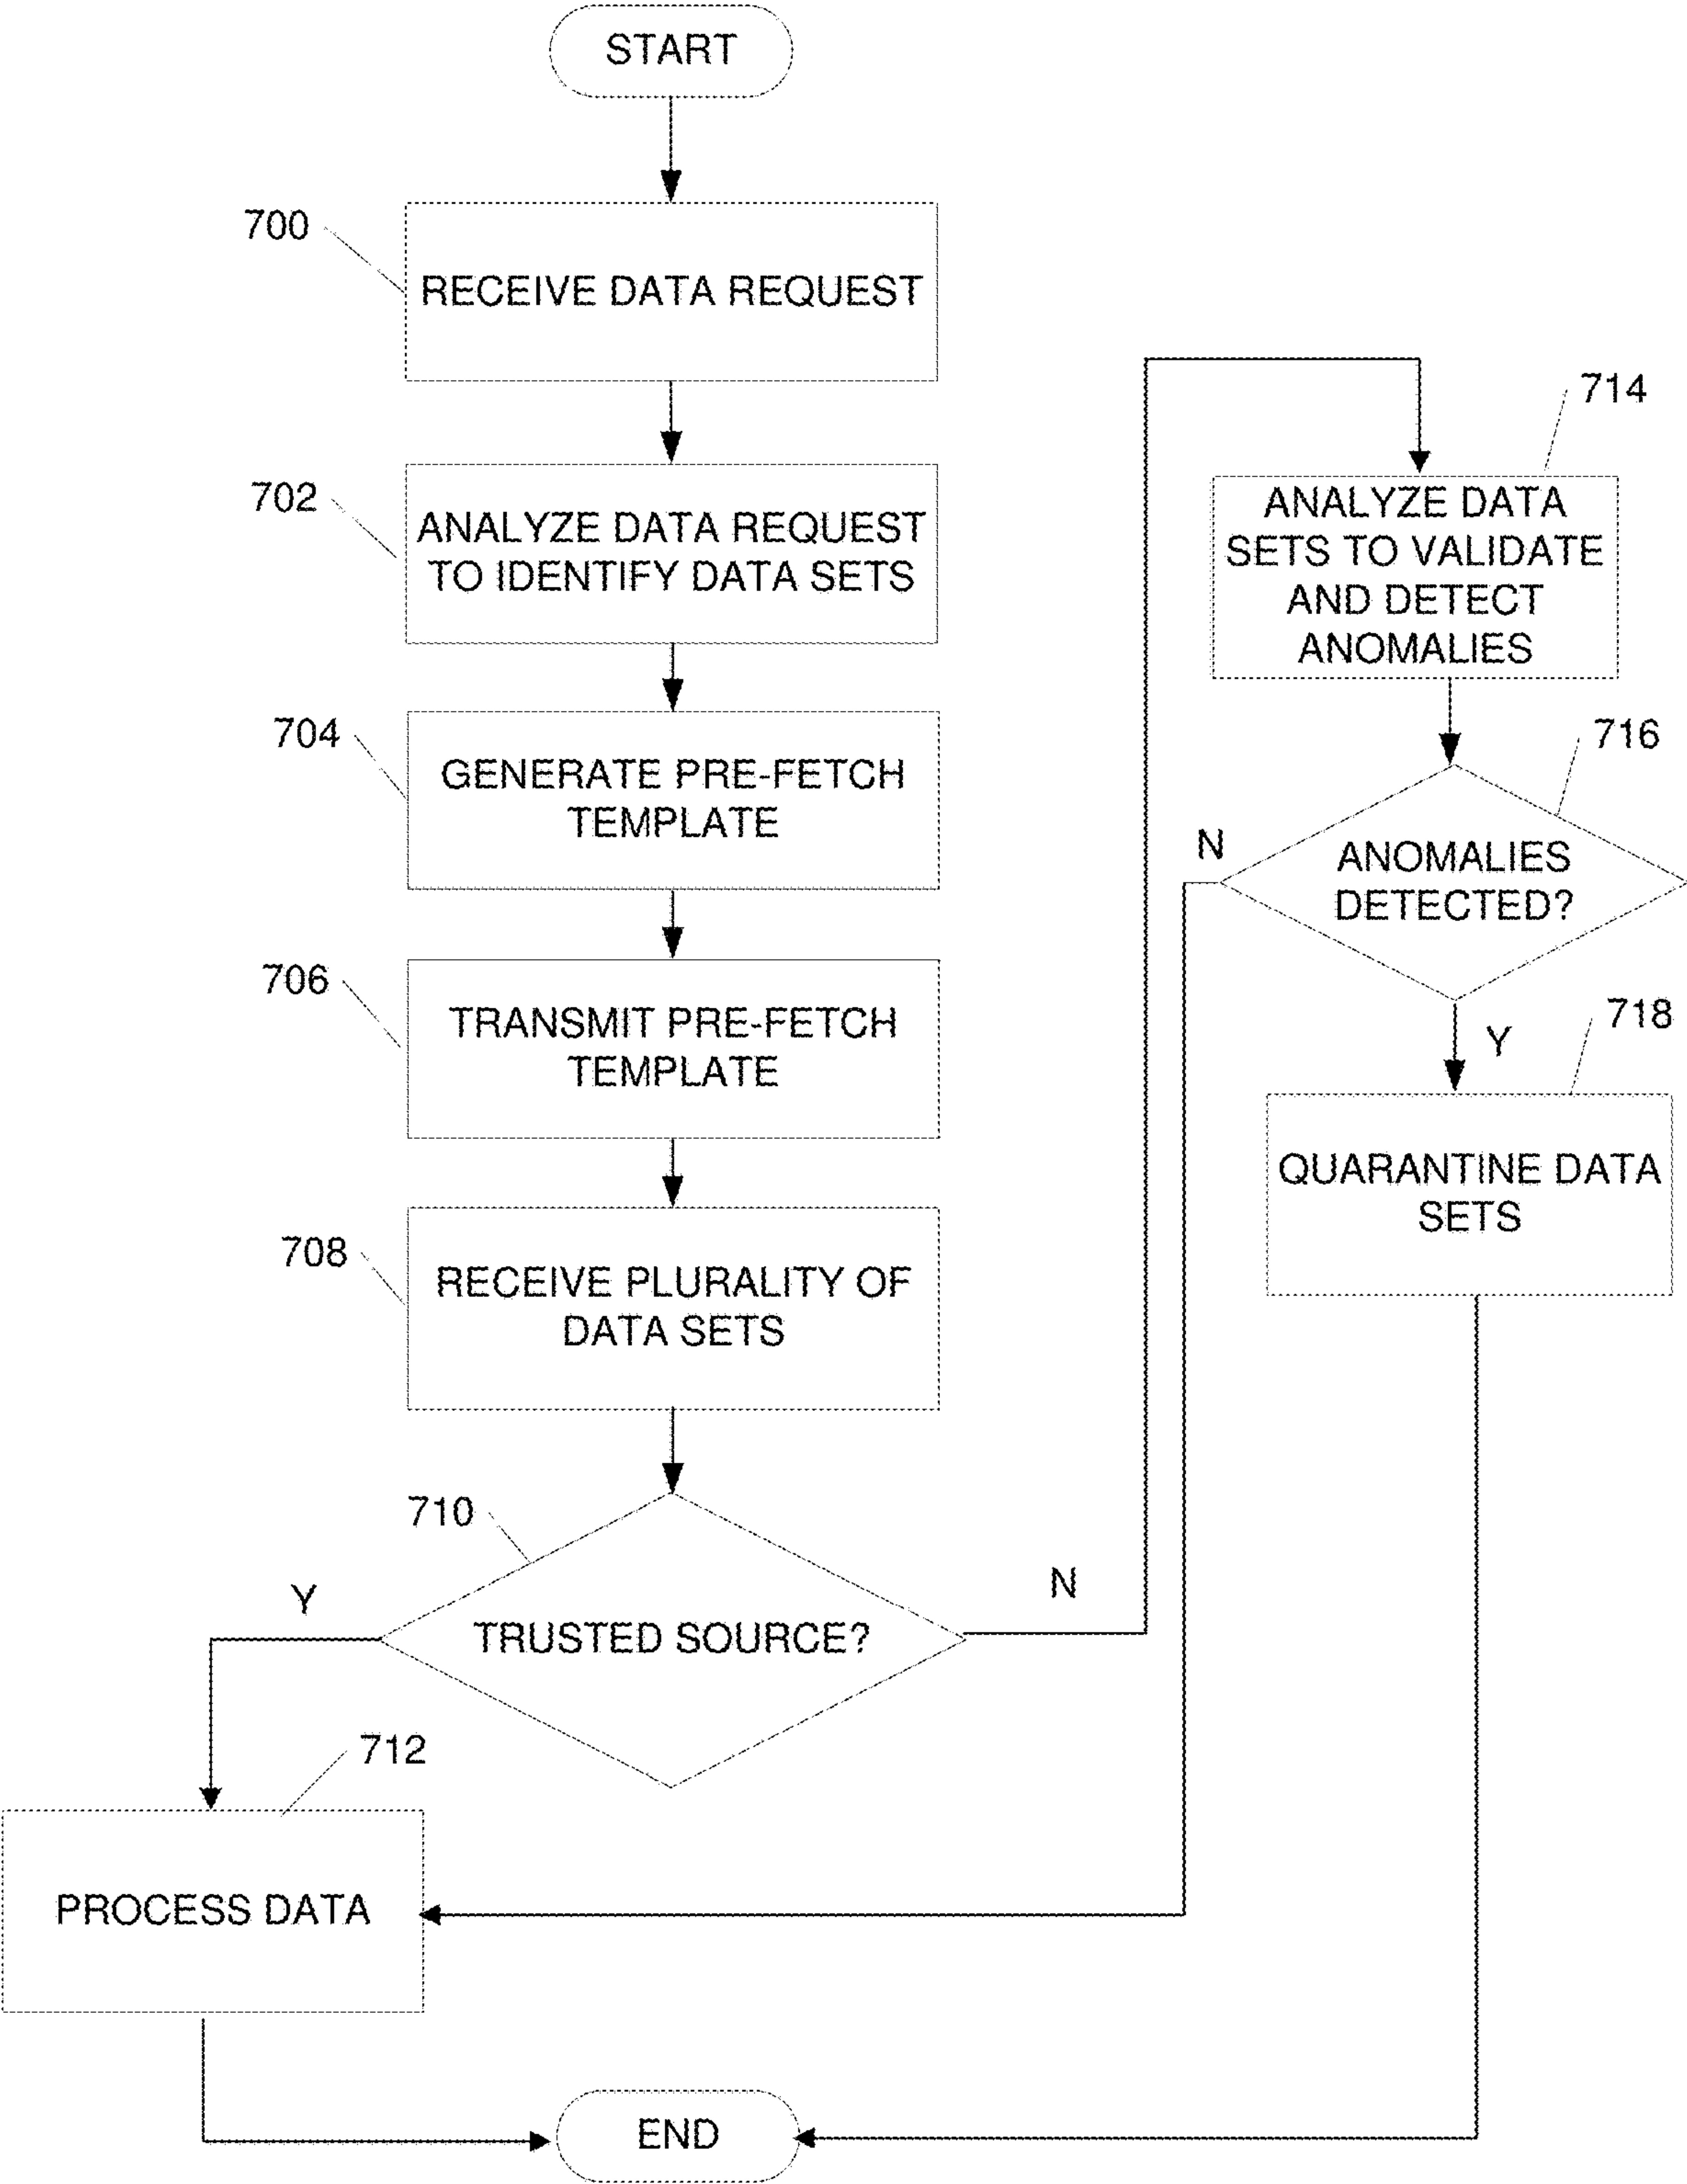 START
700
RECEIVE DATA REQUEST
702
ANALYZE DATA REQUEST
TO IDENTIFY DATA SETS
704
GENERATE PRE-FETCH
TEMPLATE
706
TRANSMIT PRE-FETCH
TEMPLATE
708
RECEIVE PLURALITY OF
DATA SETS
710
TRUSTED SOURCE?
Y
N
712
PROCESS DATA
714
ANALYZE DATA
SETS TO VALIDATE
AND DETECT
ANOMALIES
716
ANOMALIES
DETECTED?
N
Y
718
QUARANTINE DATA
SETS
END